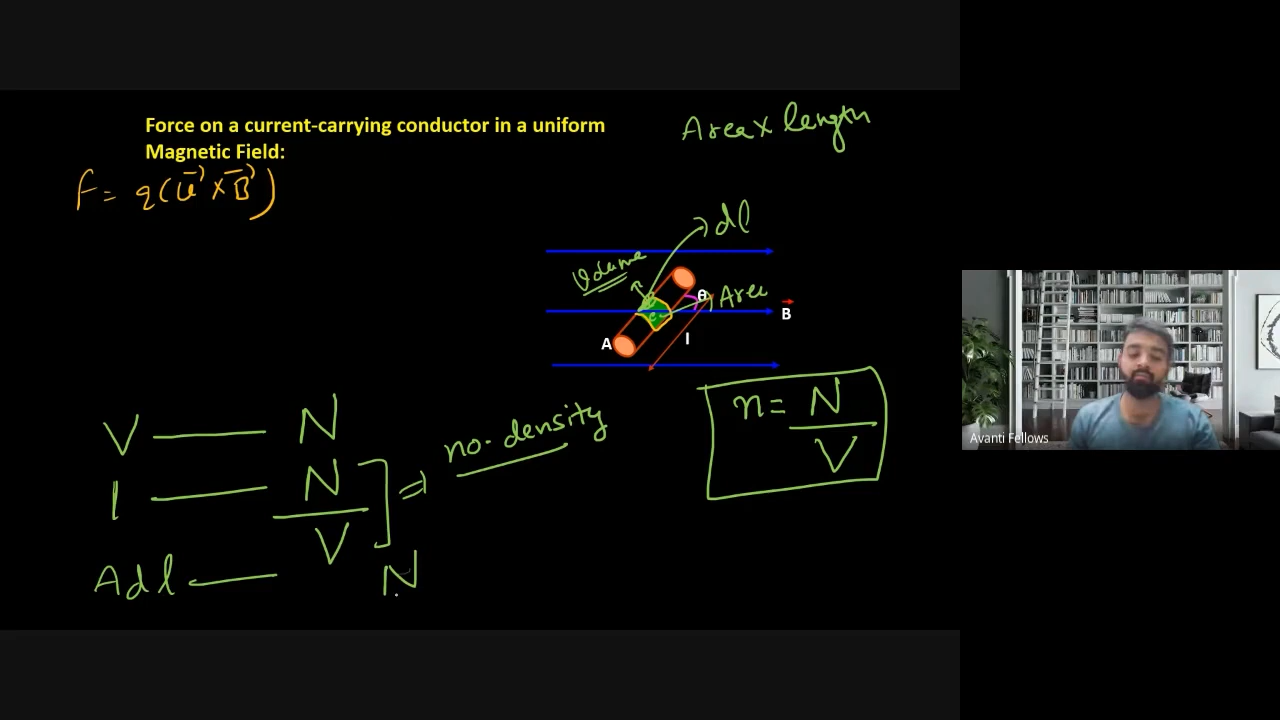 Force on a current-carrying conductor in a uniform
Magnetic Field:
Area x length
F = q(u⃗ × B⃗)
dl
Volume
θ
Area
e-
B⃗
A
l
n = N/V
V — N
no. density
1 — N/V ] ⇒
Adl — N
Avanti Fellows